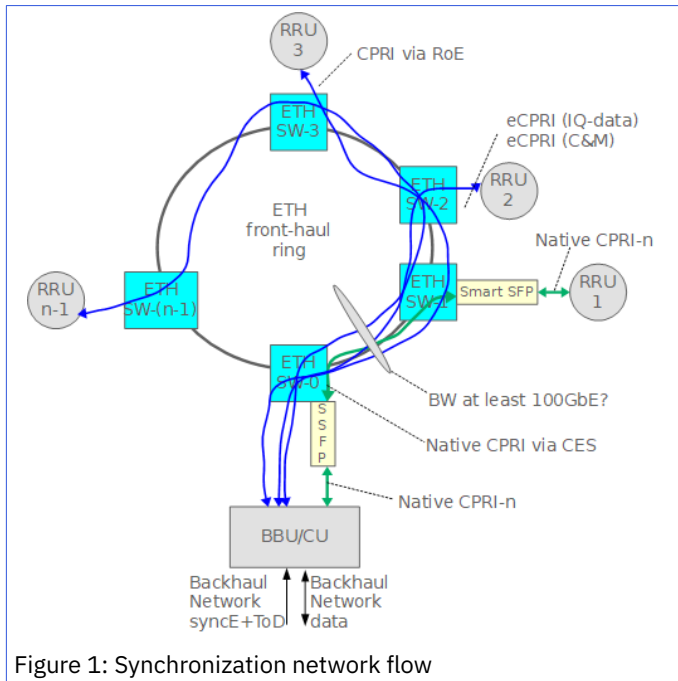 RRU
3
CPRI via RoE
ETH
SW-3
eCPRI (IQ-data)
eCPRI (C&M)
ETH
SW-2
RRU
2
ETH
front-haul
ring
Native CPRI-n
RRU
n-1
ETH
SW-(n-1)
ETH
SW-1
Smart SFP
RRU
1
ETH
SW-0
BW at least 100GbE?
S
S
F
P
Native CPRI via CES
Native CPRI-n
BBU/CU
Backhaul
Network
syncE+ToD
Backhaul
Network
data
Figure 1: Synchronization network flow